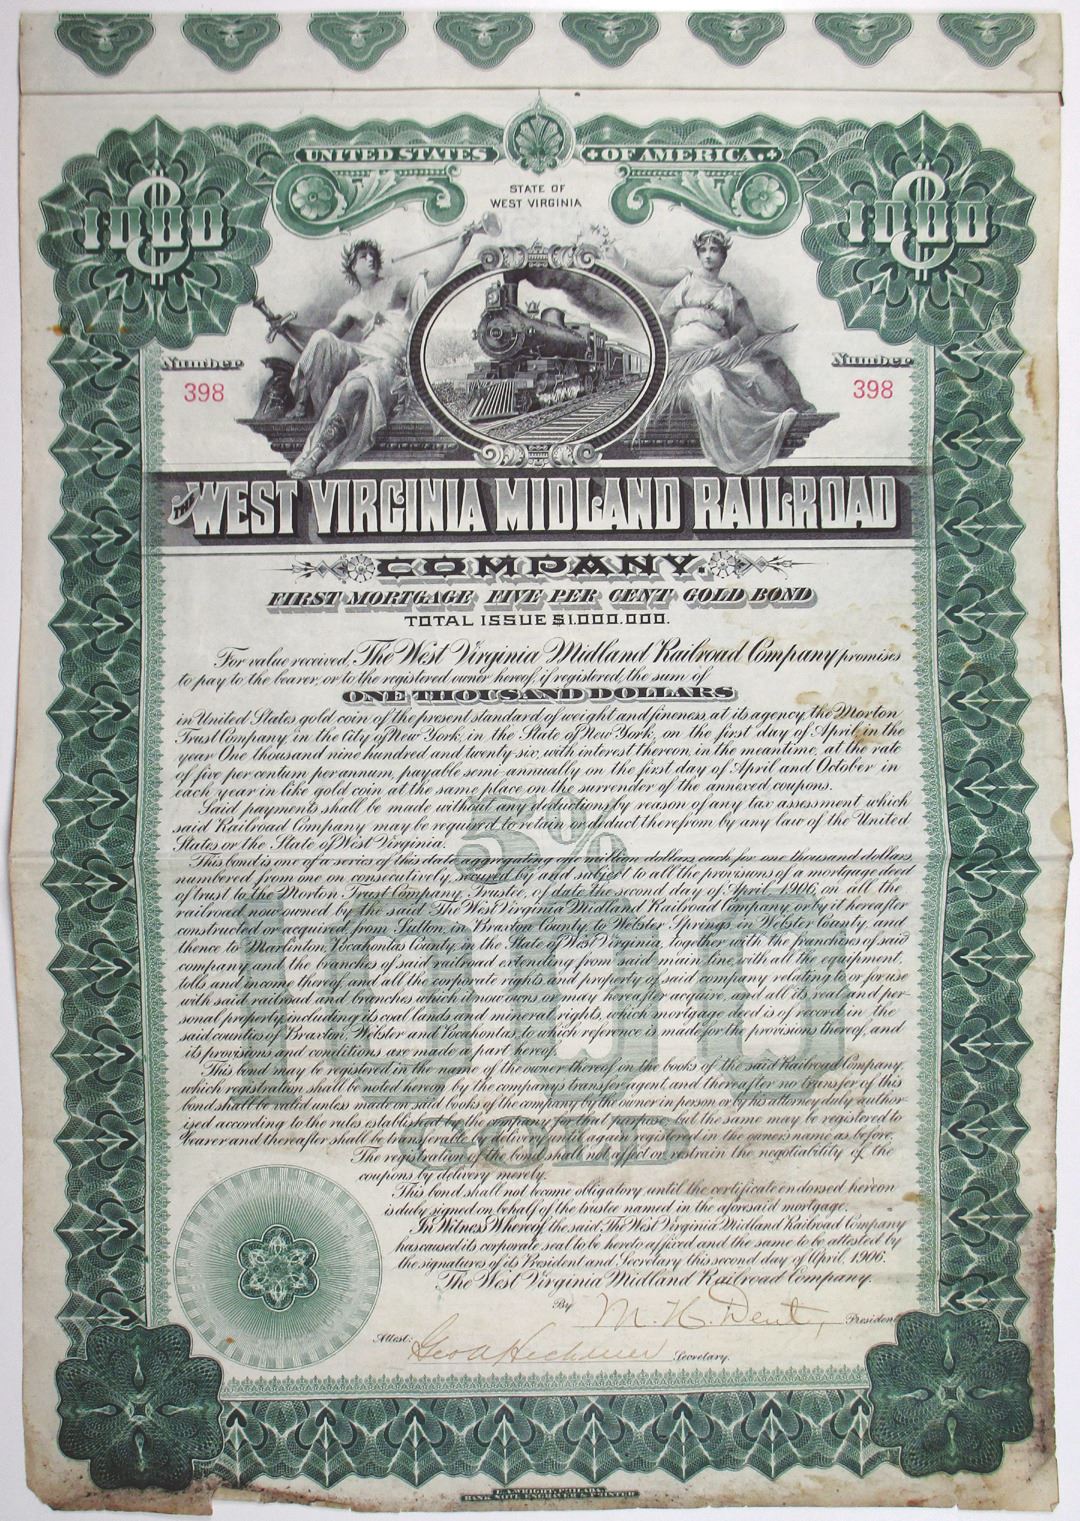 UNITED STATES OF AMERICA.
STATE OF
WEST VIRGINIA
$1000 $1000
Number Number
398 398
THE WEST VIRGINIA MIDLAND RAILROAD
COMPANY.
FIRST MORTGAGE FIVE PER CENT GOLD BOND
TOTAL ISSUE $1.000.000.
For value received, The West Virginia Midland Railroad Company promises
to pay to the bearer, or to the registered owner hereof, if registered, the sum of
ONE THOUSAND DOLLARS
in United States gold coin of the present standard of weight and fineness, at its agency, the Morton
Trust Company, in the City of New York, in the State of New York, on the first day of April, in the
year One thousand nine hundred and twenty six, with interest thereon, in the meantime, at the rate
of five per centum per annum, payable semi-annually on the first day of April and October in
each year in like gold coin at the same place on the surrender of the annexed coupons.
Said payments shall be made without any deduction by reason of any tax assessment which
said Railroad Company may be required to retain or deduct therefrom by any law of the United
States or the State of West Virginia.
This bond is one of a series of this date aggregating one million dollars, each for one thousand dollars,
numbered from one on consecutively, secured by and subject to all the provisions of a mortgage deed
of trust to the Morton Trust Company, Trustee, of date the second day of April, 1906, on all the
railroad now owned by the said The West Virginia Midland Railroad Company, or by it hereafter
constructed or acquired, from Sutton, in Braxton County, to Webster Springs, in Webster County, and
thence to Marlinton, Pocahontas County, in the State of West Virginia, together with the franchises of said
company and the branches of said railroad extending from said main line, with all the equipment,
tolls and income thereof, and all the corporate rights and property of said company relating to or for use
with said railroad and branches which it now owns or may hereafter acquire, and all its real and per-
sonal property, including its coal lands and mineral rights, which mortgage deed is of record in the
said counties of Braxton, Webster and Pocahontas, to which reference is made for the provisions thereof, and
its provisions and conditions are made a part hereof.
This bond may be registered in the name of the owner thereof on the books of the said Railroad Company,
which registration shall be noted hereon by the company's transfer agent, and thereafter no transfer of this
bond shall be valid unless made on said books of the company by the owner in person or by his attorney duly author-
ised according to the rules established by the company for that purpose, but the same may be registered to
bearer and thereafter shall be transferable by delivery until again registered in the owners name as before.
The registration of the bond shall not affect or restrain the negotiability of the
coupons by delivery merely.
This bond shall not become obligatory until the certificate endorsed hereon
is duly signed on behalf of the trustee named in the aforesaid mortgage.
In Witness Whereof, the said, The West Virginia Midland Railroad Company
has caused its corporate seal to be hereto affixed and the same to be attested by
the signatures of its President and Secretary this second day of April, 1906.
The West Virginia Midland Railroad Company.
By M. H. Dent, President
Attest: Geo A Hechmer Secretary.
5%
1000
GOLD
E.A. WRIGHT, PHILADA.
BANK NOTE ENGRAVER & PRINTER